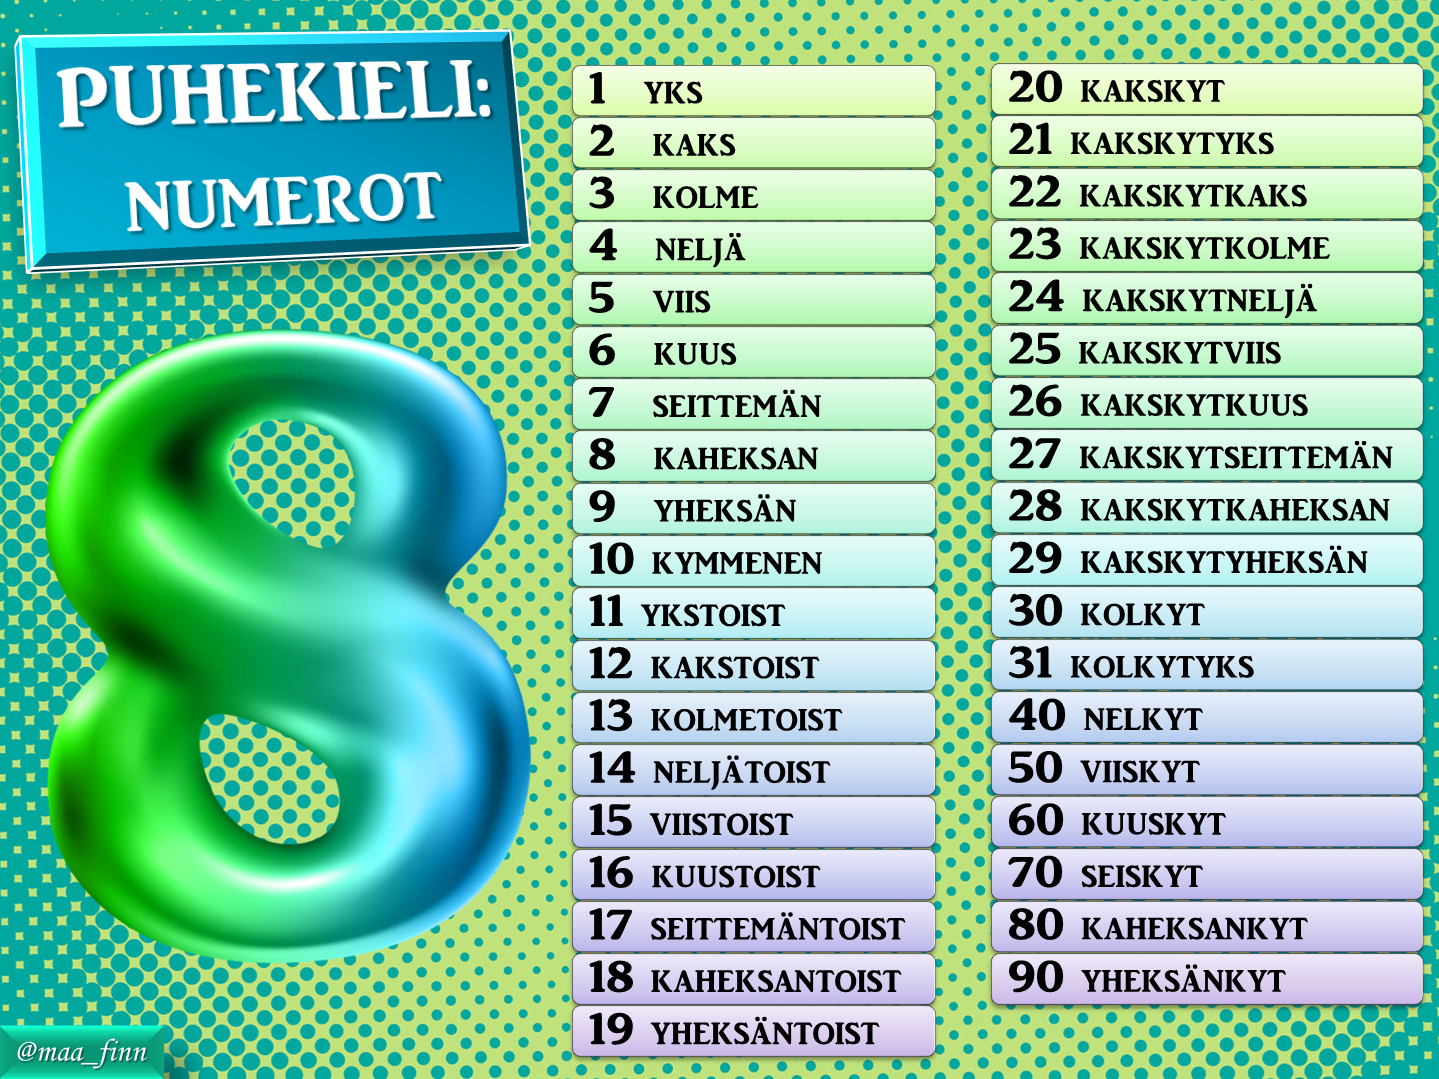 PUHEKIELI:
NUMEROT
1 YKS
2 KAKS
3 KOLME
4 NELJÄ
5 VIIS
6 KUUS
7 SEITTEMÄN
8 KAHEKSAN
9 YHEKSÄN
10 KYMMENEN
11 YKSTOIST
12 KAKSTOIST
13 KOLMETOIST
14 NELJÄTOIST
15 VIISTOIST
16 KUUSTOIST
17 SEITTEMÄNTOIST
18 KAHEKSANTOIST
19 YHEKSÄNTOIST
20 KAKSKYT
21 KAKSKYTYKS
22 KAKSKYTKAKS
23 KAKSKYTKOLME
24 KAKSKYTNELJÄ
25 KAKSKYTVIIS
26 KAKSKYTKUUS
27 KAKSKYTSEITTEMÄN
28 KAKSKYTKAHEKSAN
29 KAKSKYTYHEKSÄN
30 KOLKYT
31 KOLKYTYKS
40 NELKYT
50 VIISKYT
60 KUUSKYT
70 SEISKYT
80 KAHEKSANKYT
90 YHEKSÄNKYT
8
@maa_finn